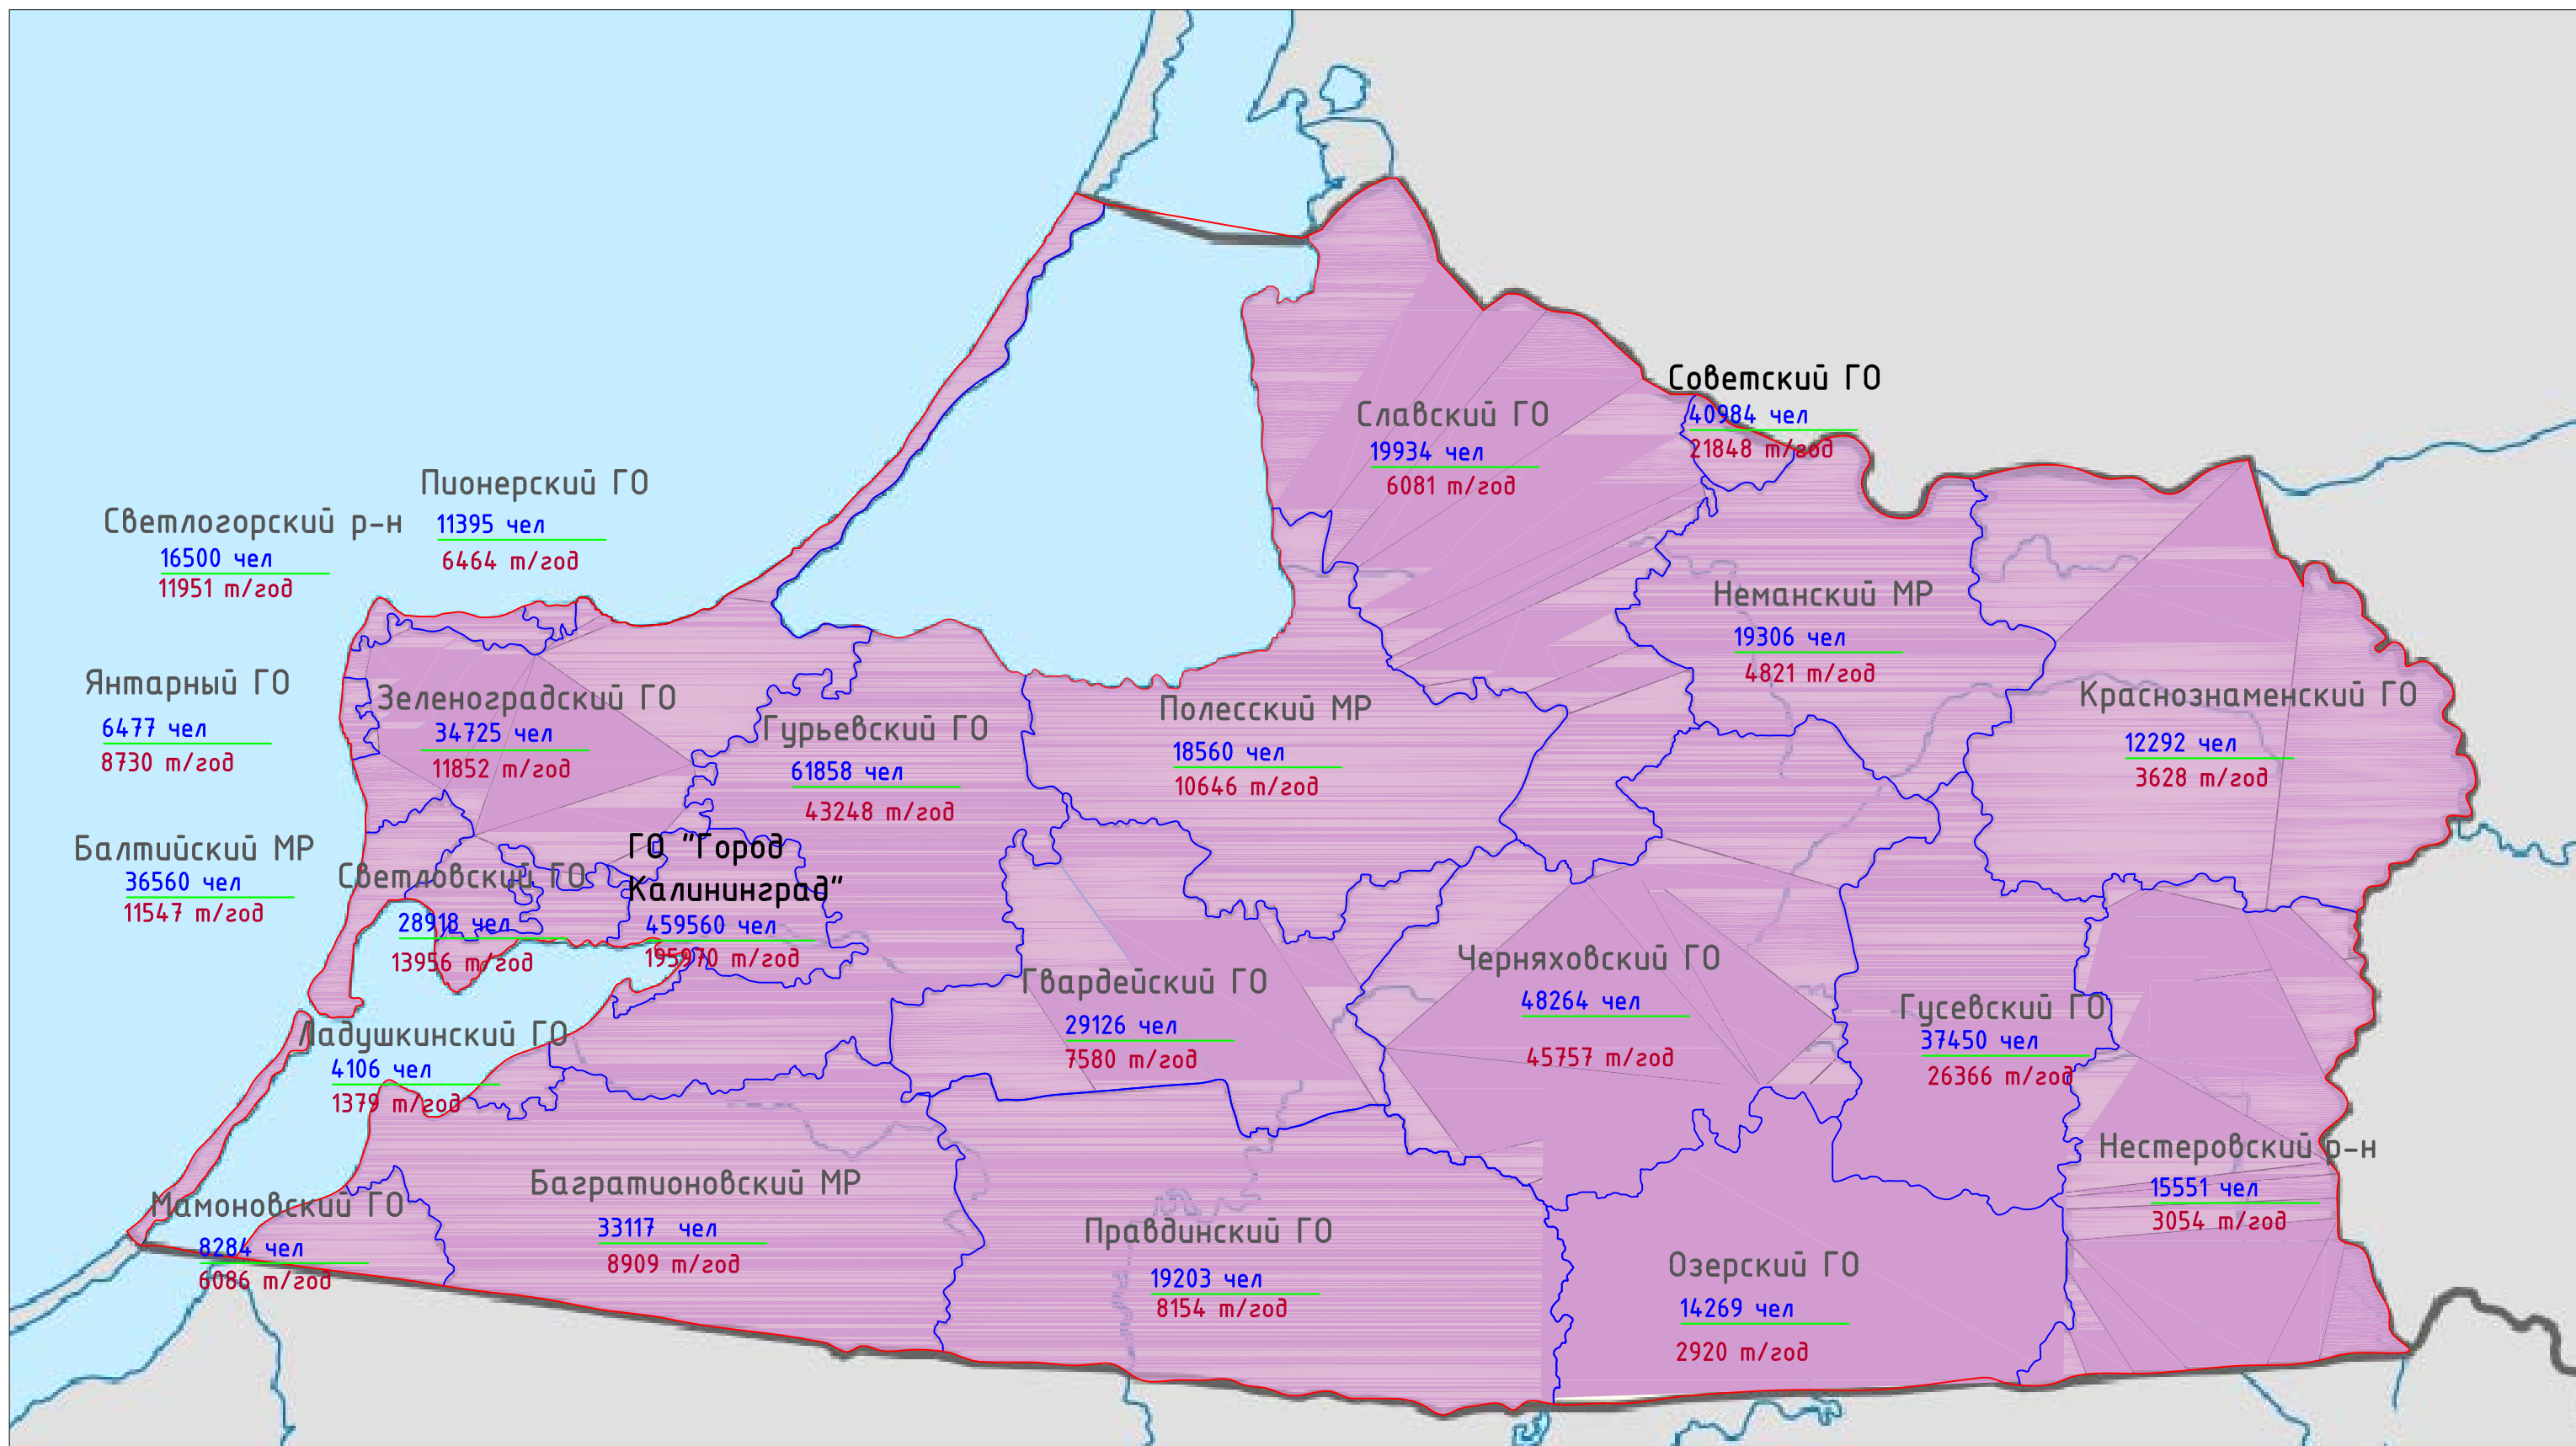 Советский ГО
40984 чел
21848 т/год
Славский ГО
19934 чел
6081 т/год
Пионерский ГО
11395 чел
6464 т/год
Светлогорский р-н
16500 чел
11951 т/год
Неманский МР
19306 чел
4821 т/год
Янтарный ГО
6477 чел
8730 т/год
Зеленоградский ГО
34725 чел
11852 т/год
Гурьевский ГО
61858 чел
43248 т/год
Полесский МР
18560 чел
10646 т/год
Краснознаменский ГО
12292 чел
3628 т/год
Балтийский МР
36560 чел
11547 т/год
Светловский ГО
28918 чел
13956 т/год
ГО "Город
Калининград"
459560 чел
195970 т/год
Гвардейский ГО
29126 чел
7580 т/год
Черняховский ГО
48264 чел
45757 т/год
Гусевский ГО
37450 чел
26366 т/год
Ладушкинский ГО
4106 чел
1379 т/год
Мамоновский ГО
8284 чел
6086 т/год
Багратионовский МР
33117 чел
8909 т/год
Правдинский ГО
19203 чел
8154 т/год
Озерский ГО
14269 чел
2920 т/год
Нестеровский р-н
15551 чел
3054 т/год